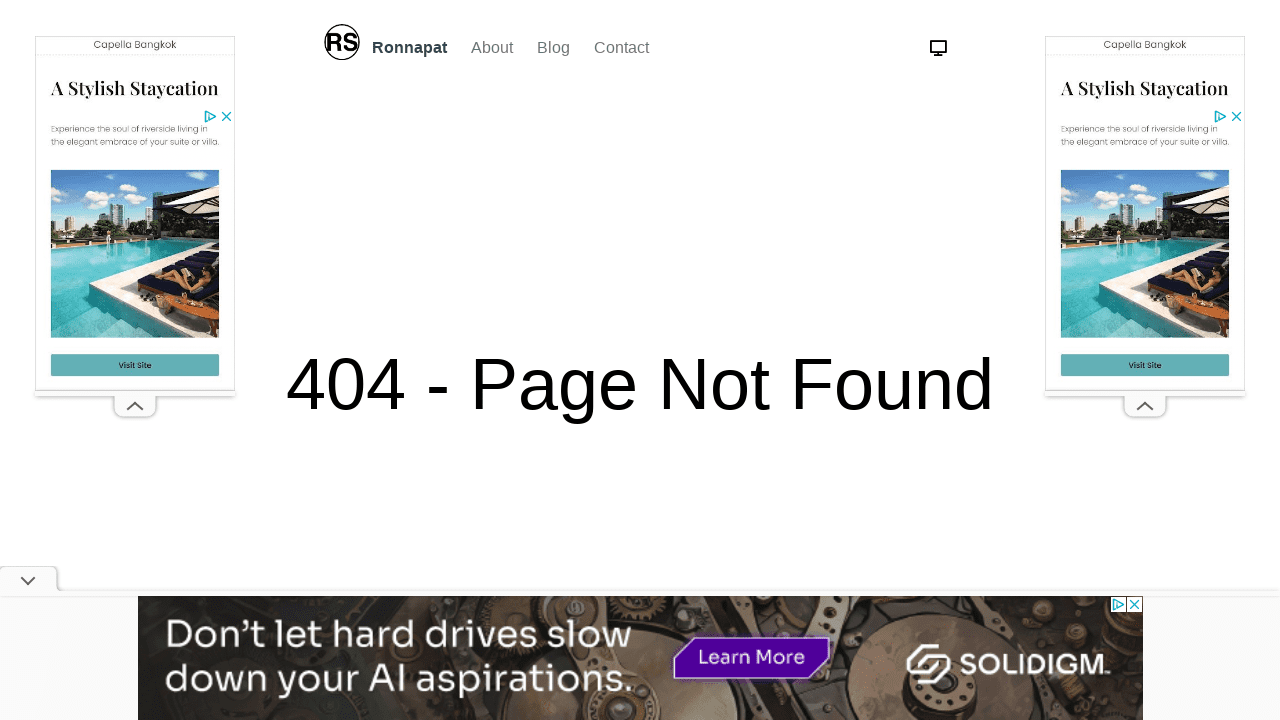 RS
Ronnapat About Blog Contact
Capella Bangkok
A Stylish Staycation
Experience the soul of riverside living in
the elegant embrace of your suite or villa.
Visit Site
Capella Bangkok
A Stylish Staycation
Experience the soul of riverside living in
the elegant embrace of your suite or villa.
Visit Site
404 - Page Not Found
Don't let hard drives slow
down your AI aspirations.
Learn More
SOLIDIGM